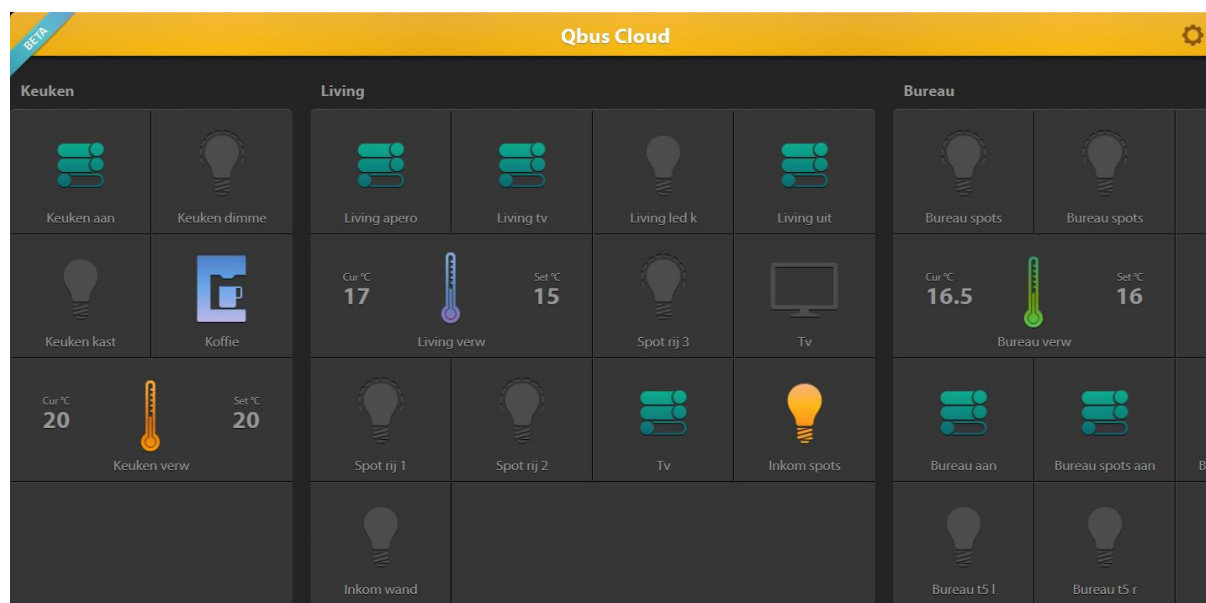 BETA
Qbus Cloud
Keuken
Keuken aan
Keuken dimme
Keuken kast
Koffie
Cur °C
20
Set °C
20
Keuken verw
Living
Living apero
Living tv
Living led k
Living uit
Cur °C
17
Set °C
15
Living verw
Spot rij 3
Tv
Spot rij 1
Spot rij 2
Tv
Inkom spots
Inkom wand
Bureau
Bureau spots
Bureau spots
Cur °C
16.5
Set °C
16
Bureau verw
Bureau aan
Bureau spots aan
B
Bureau t5 l
Bureau t5 r